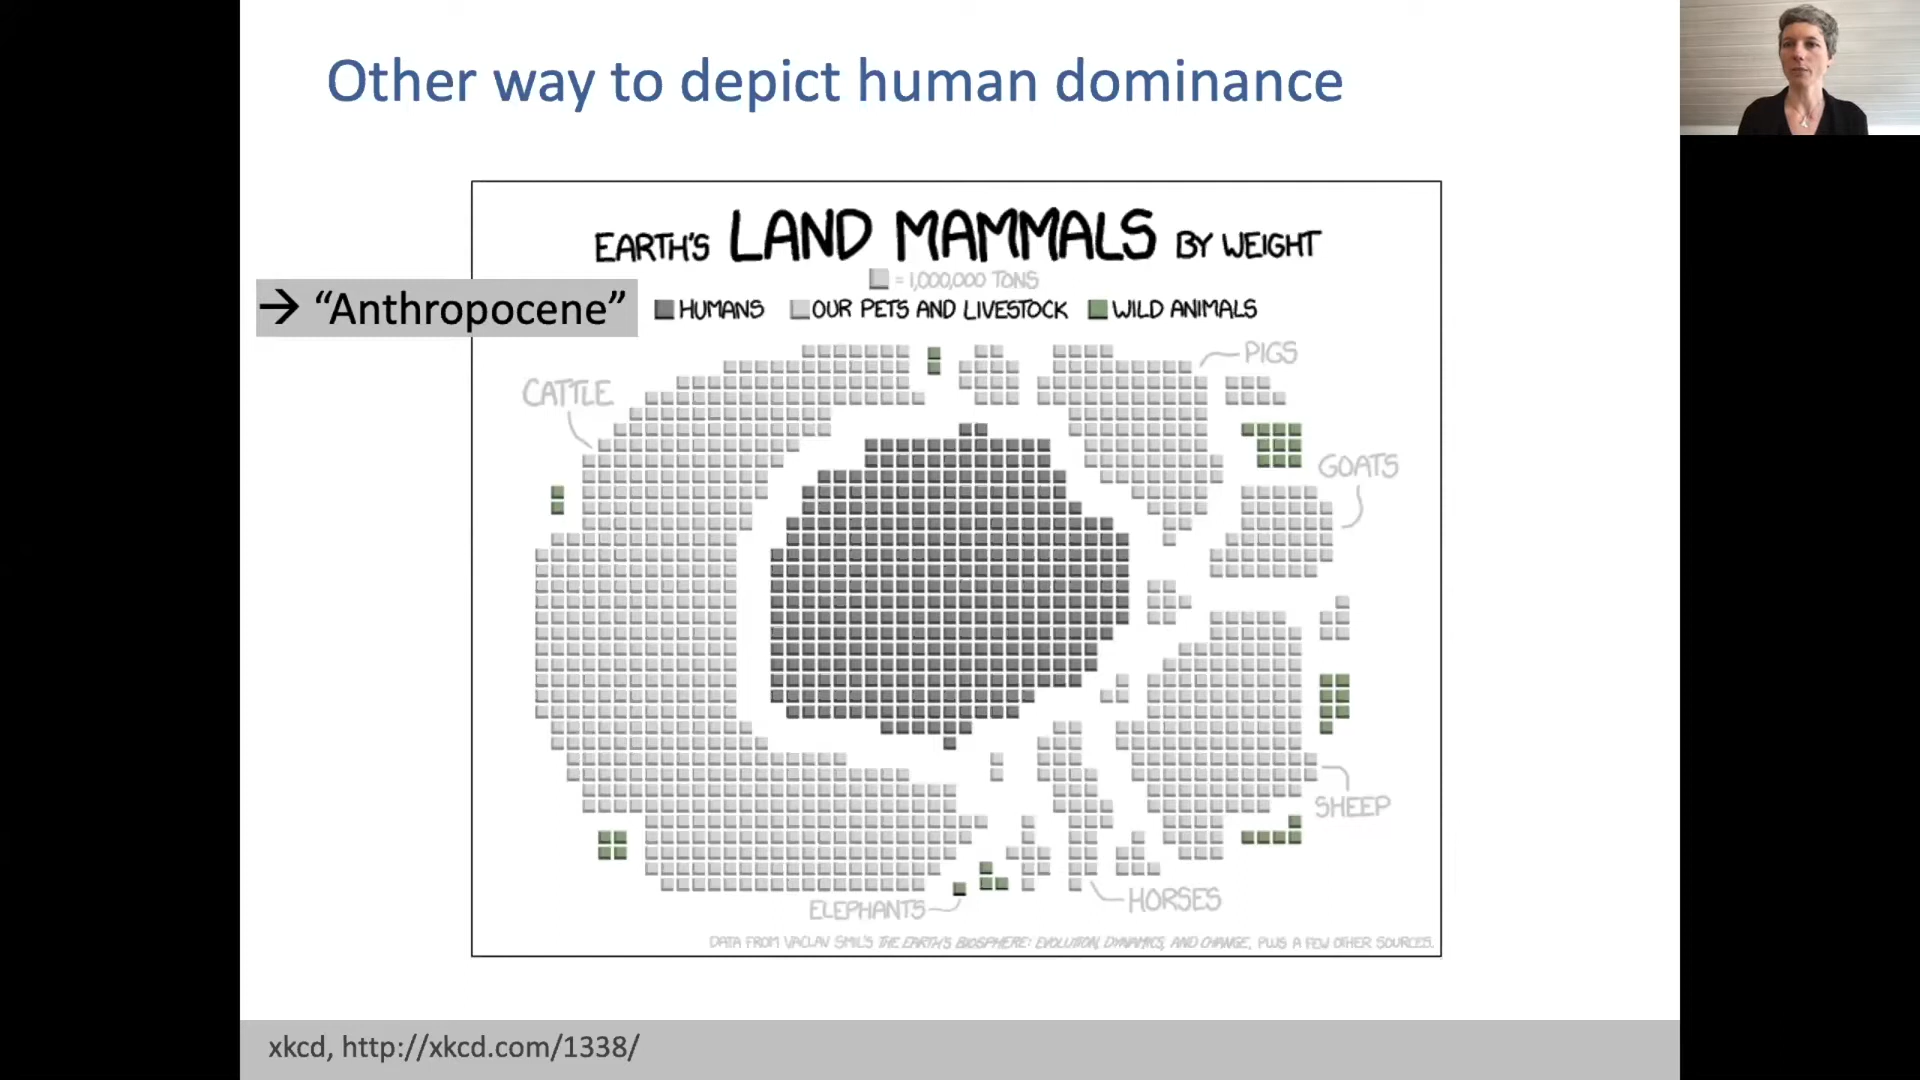 Other way to depict human dominance
EARTH'S LAND MAMMALS BY WEIGHT
= 1,000,000 TONS
→ “Anthropocene”
HUMANS OUR PETS AND LIVESTOCK WILD ANIMALS
PIGS
CATTLE
GOATS
SHEEP
HORSES
ELEPHANTS
DATA FROM VACLAV SMIL'S THE EARTH'S BIOSPHERE: EVOLUTION, DYNAMICS, AND CHANGE, PLUS A FEW OTHER SOURCES.
xkcd, http://xkcd.com/1338/